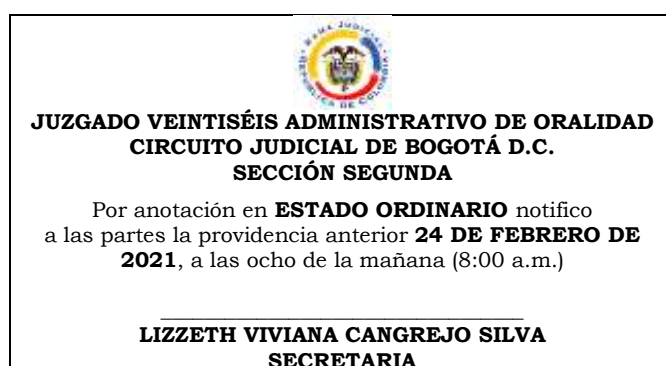 JUZGADO VEINTISÉIS ADMINISTRATIVO DE ORALIDAD
CIRCUITO JUDICIAL DE BOGOTÁ D.C.
SECCIÓN SEGUNDA
Por anotación en ESTADO ORDINARIO notifico
a las partes la providencia anterior 24 DE FEBRERO DE
2021, a las ocho de la mañana (8:00 a.m.)
LIZZETH VIVIANA CANGREJO SILVA
SECRETARIA